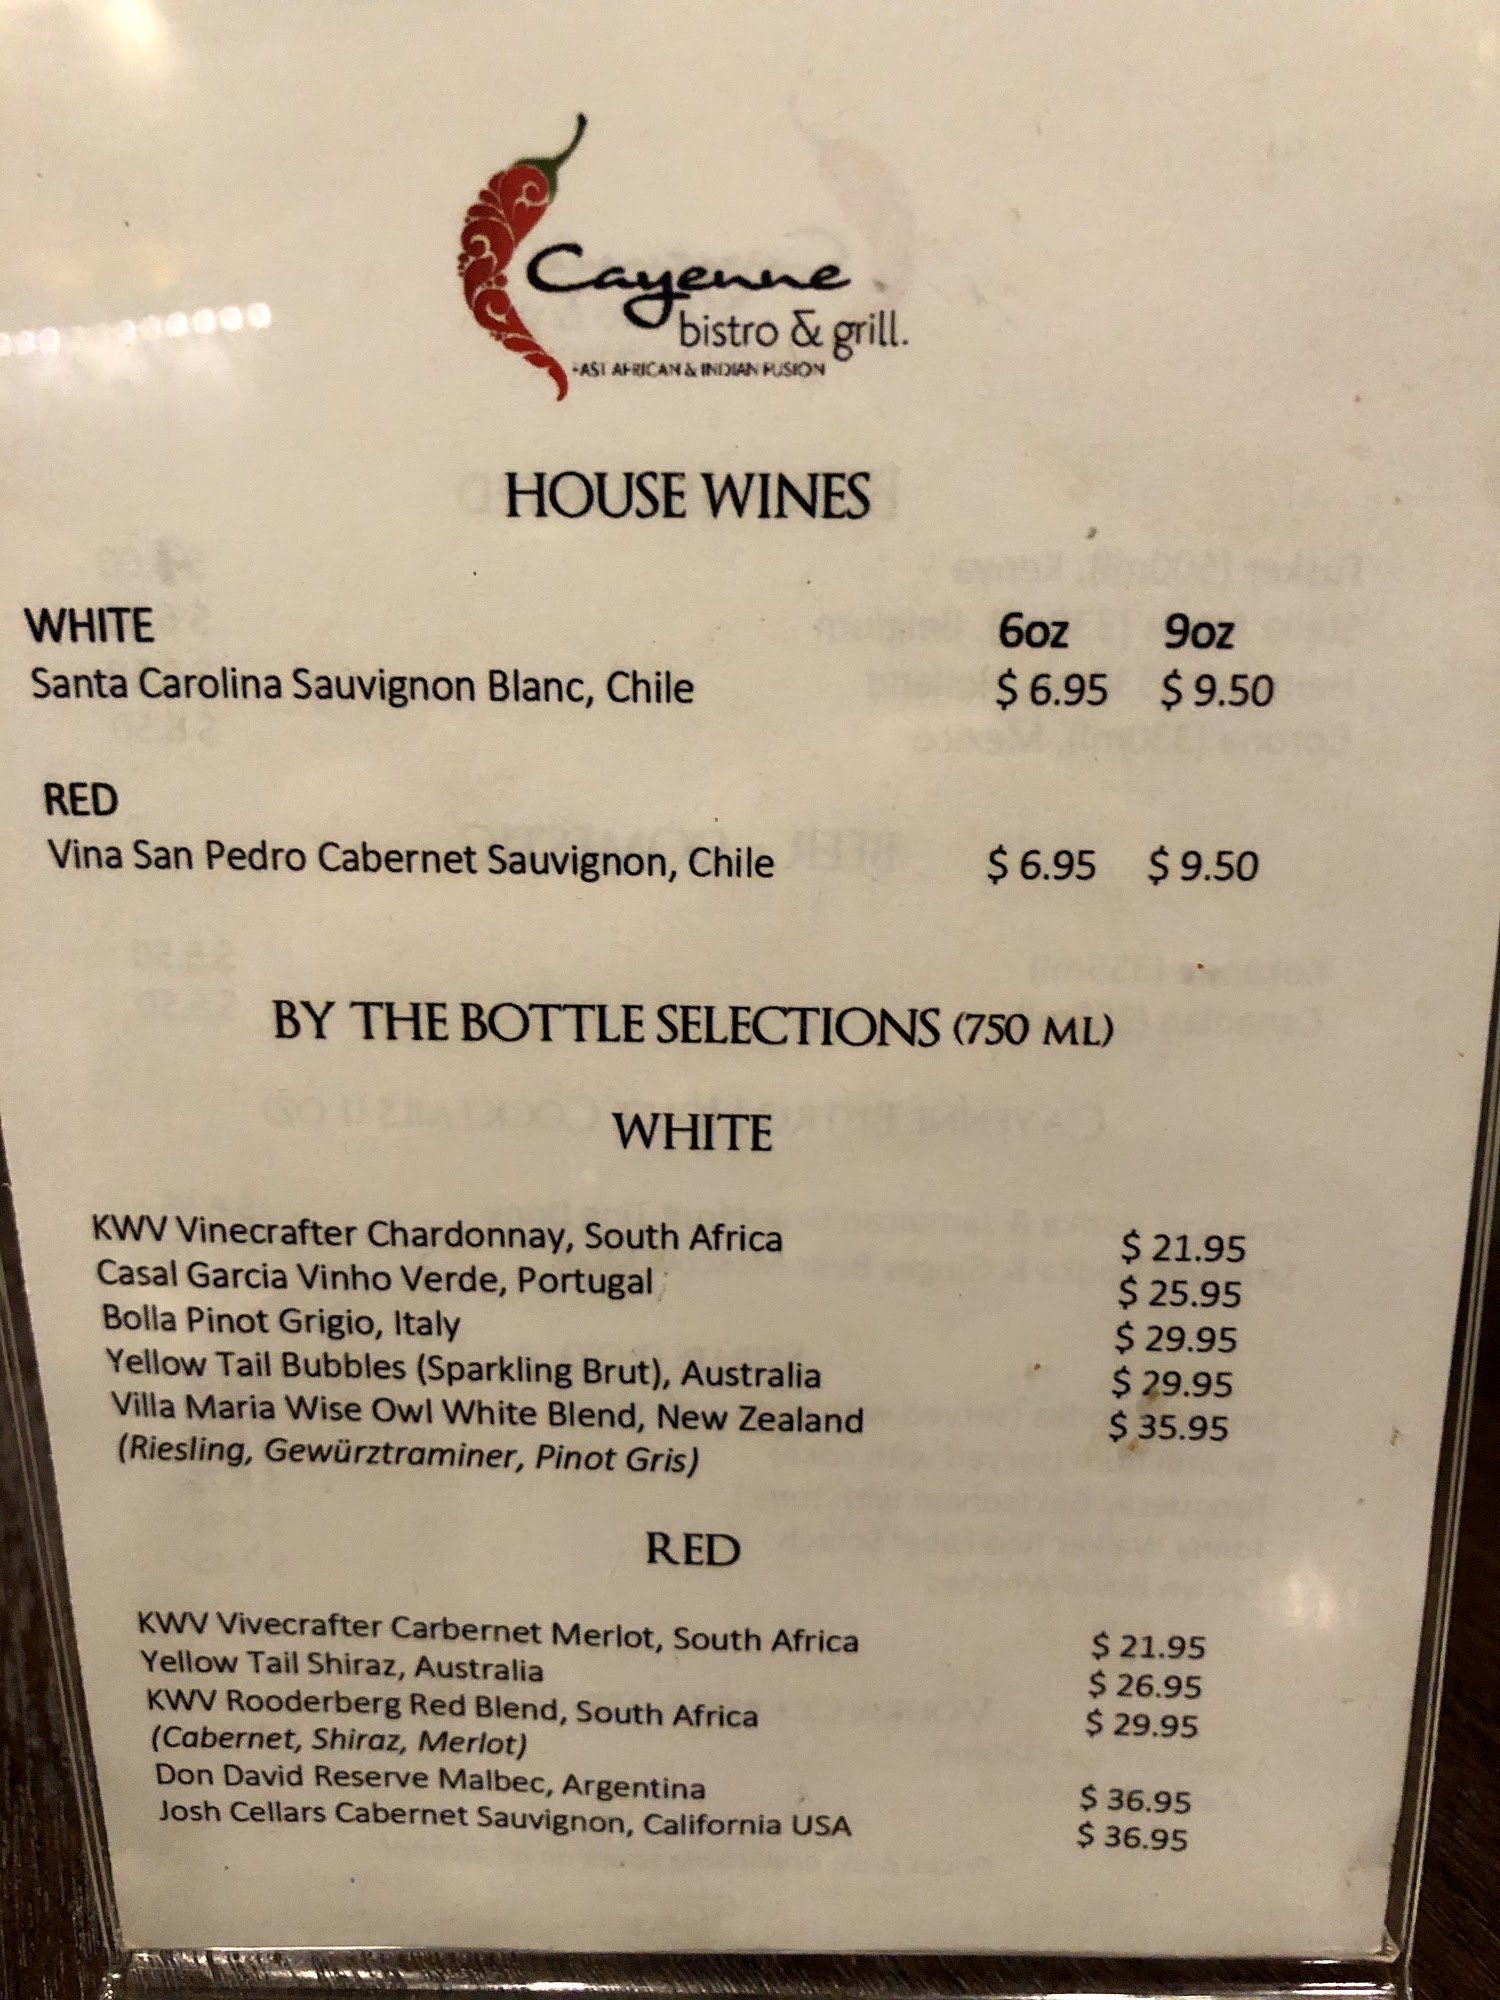 Cayenne
bistro & grill.
EAST AFRICAN & INDIAN FUSION
HOUSE WINES
WHITE 6oz 9oz
Santa Carolina Sauvignon Blanc, Chile $ 6.95 $ 9.50
RED
Vina San Pedro Cabernet Sauvignon, Chile $ 6.95 $ 9.50
BY THE BOTTLE SELECTIONS (750 ML)
WHITE
KWV Vinecrafter Chardonnay, South Africa $ 21.95
Casal Garcia Vinho Verde, Portugal $ 25.95
Bolla Pinot Grigio, Italy $ 29.95
Yellow Tail Bubbles (Sparkling Brut), Australia $ 29.95
Villa Maria Wise Owl White Blend, New Zealand $ 35.95
(Riesling, Gewürztraminer, Pinot Gris)
RED
KWV Vivecrafter Carbernet Merlot, South Africa $ 21.95
Yellow Tail Shiraz, Australia $ 26.95
KWV Rooderberg Red Blend, South Africa $ 29.95
(Cabernet, Shiraz, Merlot)
Don David Reserve Malbec, Argentina $ 36.95
Josh Cellars Cabernet Sauvignon, California USA $ 36.95